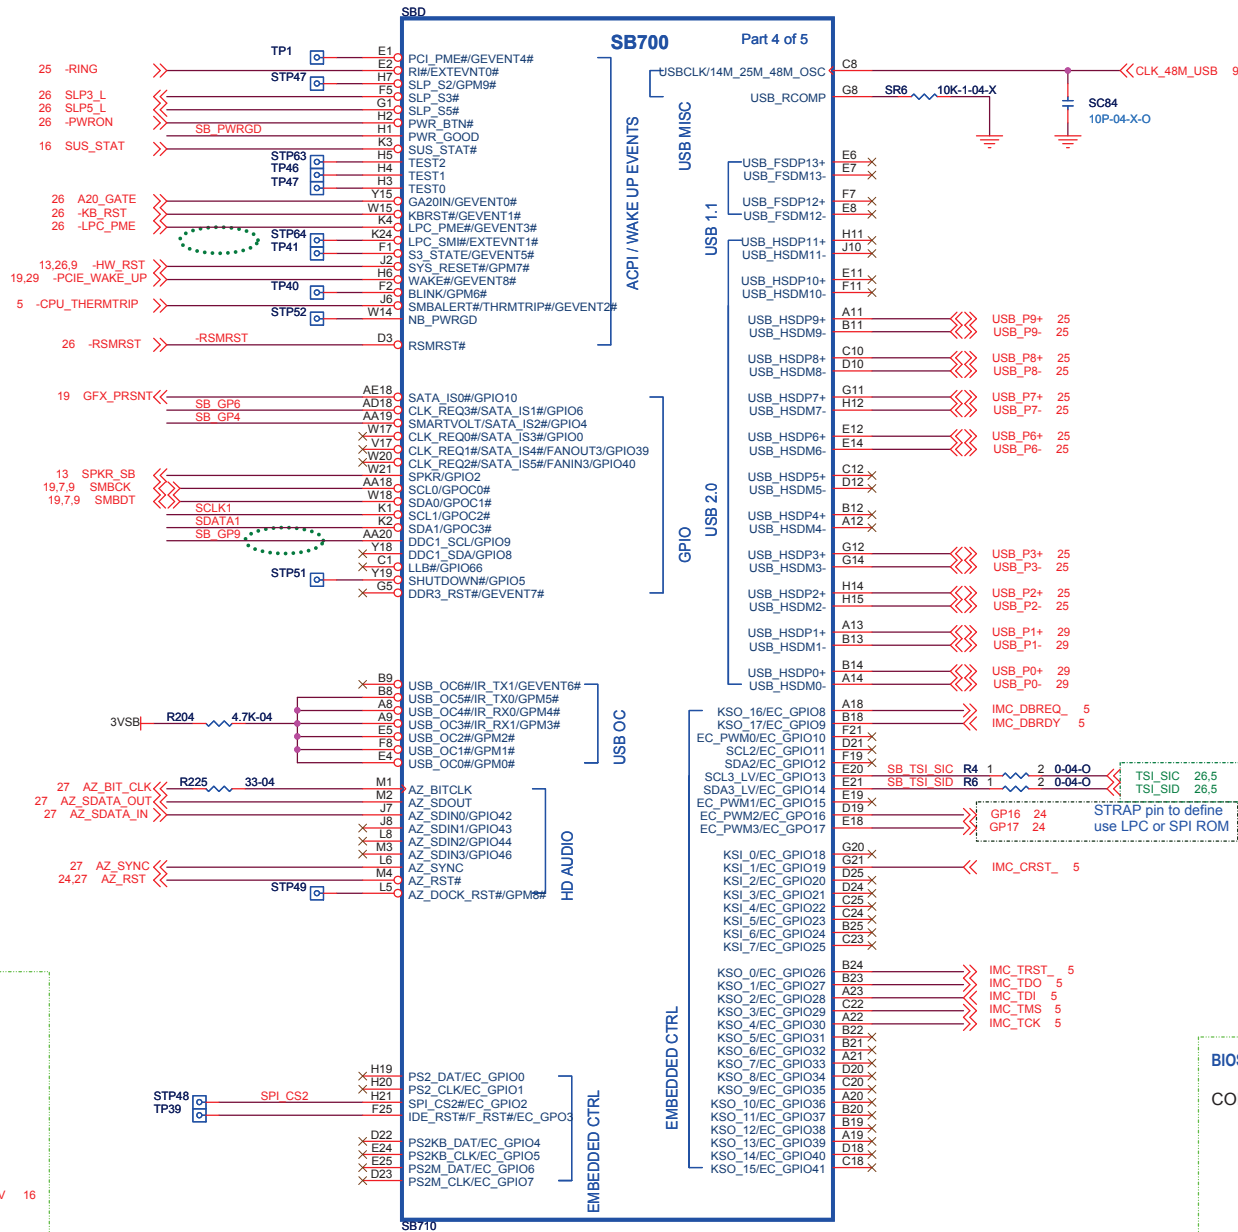 SBD
SB700
Part 4 of 5
TP1 E1 PCI_PME#/GEVENT4#
25 -RING E2 RI#/EXTEVNT0#
STP47 H7 SLP_S2/GPM9#
26 SLP3_L F5 SLP_S3#
26 SLP5_L G1 SLP_S5#
26 -PWRON H2 PWR_BTN#
SB_PWRGD H1 PWR_GOOD
16 SUS_STAT K3 SUS_STAT#
STP63 H5 TEST2
TP46 H4 TEST1
TP47 H3 TEST0
26 A20_GATE Y15 GA20IN/GEVENT0#
26 -KB_RST W15 KBRST#/GEVENT1#
26 -LPC_PME K4 LPC_PME#/GEVENT3#
STP64 K24 LPC_SMI#/EXTEVNT1#
TP41 F1 S3_STATE/GEVENT5#
13,26,9 -HW_RST J2 SYS_RESET#/GPM7#
19,29 -PCIE_WAKE_UP H6 WAKE#/GEVENT8#
TP40 F2 BLINK/GPM6#
5 -CPU_THERMTRIP J6 SMBALERT#/THRMTRIP#/GEVENT2#
STP52 W14 NB_PWRGD
26 -RSMRST -RSMRST D3 RSMRST#
ACPI / WAKE UP EVENTS
19 GFX_PRSNT AE18 SATA_IS0#/GPIO10
SB_GP6 AD18 CLK_REQ3#/SATA_IS1#/GPIO6
SB_GP4 AA19 SMARTVOLT/SATA_IS2#/GPIO4
W17 CLK_REQ0#/SATA_IS3#/GPIO0
V17 CLK_REQ1#/SATA_IS4#/FANOUT3/GPIO39
W20 CLK_REQ2#/SATA_IS5#/FANIN3/GPIO40
13 SPKR_SB W21 SPKR/GPIO2
19,7,9 SMBCK AA18 SCL0/GPOC0#
19,7,9 SMBDT W18 SDA0/GPOC1#
SCLK1 K1 SCL1/GPOC2#
SDATA1 K2 SDA1/GPOC3#
SB_GP9 AA20 DDC1_SCL/GPIO9
Y18 DDC1_SDA/GPIO8
C1 LLB#/GPIO66
STP51 Y19 SHUTDOWN#/GPIO5
G5 DDR3_RST#/GEVENT7#
GPIO
B9 USB_OC6#/IR_TX1/GEVENT6#
B8 USB_OC5#/IR_TX0/GPM5#
A8 USB_OC4#/IR_RX0/GPM4#
3VSB R204 4.7K-04 A9 USB_OC3#/IR_RX1/GPM3#
E5 USB_OC2#/GPM2#
F8 USB_OC1#/GPM1#
E4 USB_OC0#/GPM0#
USB OC
27 AZ_BIT_CLK R225 33-04 M1 AZ_BITCLK
27 AZ_SDATA_OUT M2 AZ_SDOUT
27 AZ_SDATA_IN J7 AZ_SDIN0/GPIO42
J8 AZ_SDIN1/GPIO43
L8 AZ_SDIN2/GPIO44
M3 AZ_SDIN3/GPIO46
27 AZ_SYNC L6 AZ_SYNC
24,27 AZ_RST M4 AZ_RST#
STP49 L5 AZ_DOCK_RST#/GPM8#
HD AUDIO
H19 PS2_DAT/EC_GPIO0
H20 PS2_CLK/EC_GPIO1
STP48 SPI_CS2 H21 SPI_CS2#/EC_GPIO2
TP39 F25 IDE_RST#/F_RST#/EC_GPO3
D22 PS2KB_DAT/EC_GPIO4
E24 PS2KB_CLK/EC_GPIO5
E25 PS2M_DAT/EC_GPIO6
D23 PS2M_CLK/EC_GPIO7
EMBEDDED CTRL
V 16
SB710
USB MISC
USBCLK/14M_25M_48M_OSC C8 CLK_48M_USB 9
USB_RCOMP G8 SR6 10K-1-04-X
SC84
10P-04-X-O
USB 1.1
USB_FSDP13+ E6
USB_FSDM13- E7
USB_FSDP12+ F7
USB_FSDM12- E8
USB 2.0
USB_HSDP11+ H11
USB_HSDM11- J10
USB_HSDP10+ E11
USB_HSDM10- F11
USB_HSDP9+ A11 USB_P9+ 25
USB_HSDM9- B11 USB_P9- 25
USB_HSDP8+ C10 USB_P8+ 25
USB_HSDM8- D10 USB_P8- 25
USB_HSDP7+ G11 USB_P7+ 25
USB_HSDM7- H12 USB_P7- 25
USB_HSDP6+ E12 USB_P6+ 25
USB_HSDM6- E14 USB_P6- 25
USB_HSDP5+ C12
USB_HSDM5- D12
USB_HSDP4+ B12
USB_HSDM4- A12
USB_HSDP3+ G12 USB_P3+ 25
USB_HSDM3- G14 USB_P3- 25
USB_HSDP2+ H14 USB_P2+ 25
USB_HSDM2- H15 USB_P2- 25
USB_HSDP1+ A13 USB_P1+ 29
USB_HSDM1- B13 USB_P1- 29
USB_HSDP0+ B14 USB_P0+ 29
USB_HSDM0- A14 USB_P0- 29
EMBEDDED CTRL
KSO_16/EC_GPIO8 A18 IMC_DBREQ_ 5
KSO_17/EC_GPIO9 B18 IMC_DBRDY 5
EC_PWM0/EC_GPIO10 F21
SCL2/EC_GPIO11 D21
SDA2/EC_GPIO12 F19
SCL3_LV/EC_GPIO13 E20 SB_TSI_SIC R4 1 2 0-04-O TSI_SIC 26,5
SDA3_LV/EC_GPIO14 E21 SB_TSI_SID R6 1 2 0-04-O TSI_SID 26,5
EC_PWM1/EC_GPIO15 E19
EC_PWM2/EC_GPO16 D19 GP16 24
EC_PWM3/EC_GPO17 E18 GP17 24
STRAP pin to define
use LPC or SPI ROM
KSI_0/EC_GPIO18 G20
KSI_1/EC_GPIO19 G21 IMC_CRST_ 5
KSI_2/EC_GPIO20 D25
KSI_3/EC_GPIO21 D24
KSI_4/EC_GPIO22 C25
KSI_5/EC_GPIO23 C24
KSI_6/EC_GPIO24 B25
KSI_7/EC_GPIO25 C23
KSO_0/EC_GPIO26 B24 IMC_TRST_ 5
KSO_1/EC_GPIO27 B23 IMC_TDO 5
KSO_2/EC_GPIO28 A23 IMC_TDI 5
KSO_3/EC_GPIO29 C22 IMC_TMS 5
KSO_4/EC_GPIO30 A22 IMC_TCK 5
KSO_5/EC_GPIO31 B22
KSO_6/EC_GPIO32 B21
KSO_7/EC_GPIO33 A21
KSO_8/EC_GPIO34 D20
KSO_9/EC_GPIO35 C20
KSO_10/EC_GPIO36 A20
KSO_11/EC_GPIO37 B20
KSO_12/EC_GPIO38 B19
KSO_13/EC_GPIO39 A19
KSO_14/EC_GPIO40 D18
KSO_15/EC_GPIO41 C18
BIOS
CO